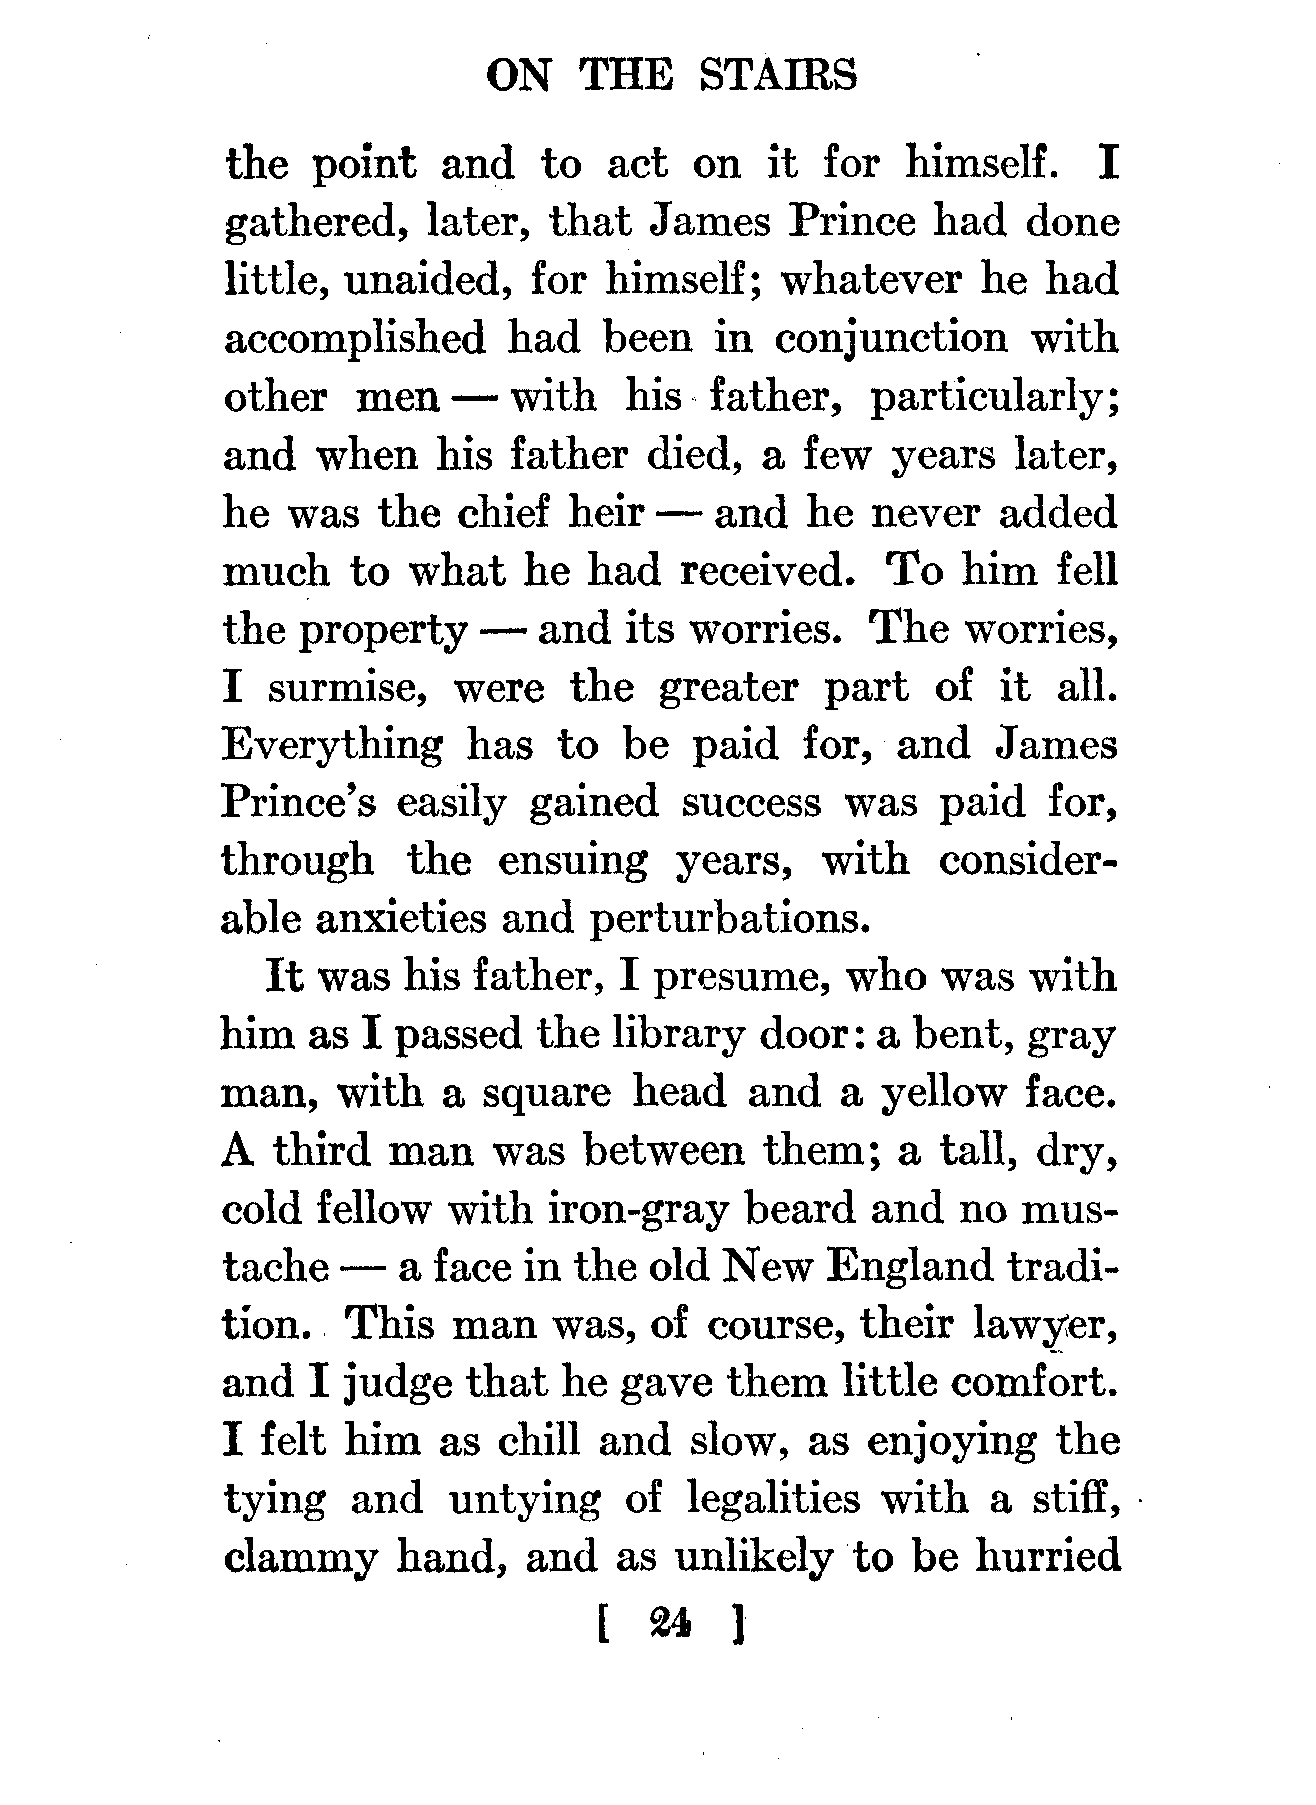 ON THE STAIRS
the point and to act on it for himself. I
gathered, later, that James Prince had done
little, unaided, for himself; whatever he had
accomplished had been in conjunction with
other men — with his father, particularly;
and when his father died, a few years later,
he was the chief heir — and he never added
much to what he had received. To him fell
the property — and its worries. The worries,
I surmise, were the greater part of it all.
Everything has to be paid for, and James
Prince's easily gained success was paid for,
through the ensuing years, with consider-
able anxieties and perturbations.
It was his father, I presume, who was with
him as I passed the library door: a bent, gray
man, with a square head and a yellow face.
A third man was between them; a tall, dry,
cold fellow with iron-gray beard and no mus-
tache — a face in the old New England tradi-
tion. This man was, of course, their lawyer,
and I judge that he gave them little comfort.
I felt him as chill and slow, as enjoying the
tying and untying of legalities with a stiff,
clammy hand, and as unlikely to be hurried
[ 24 ]